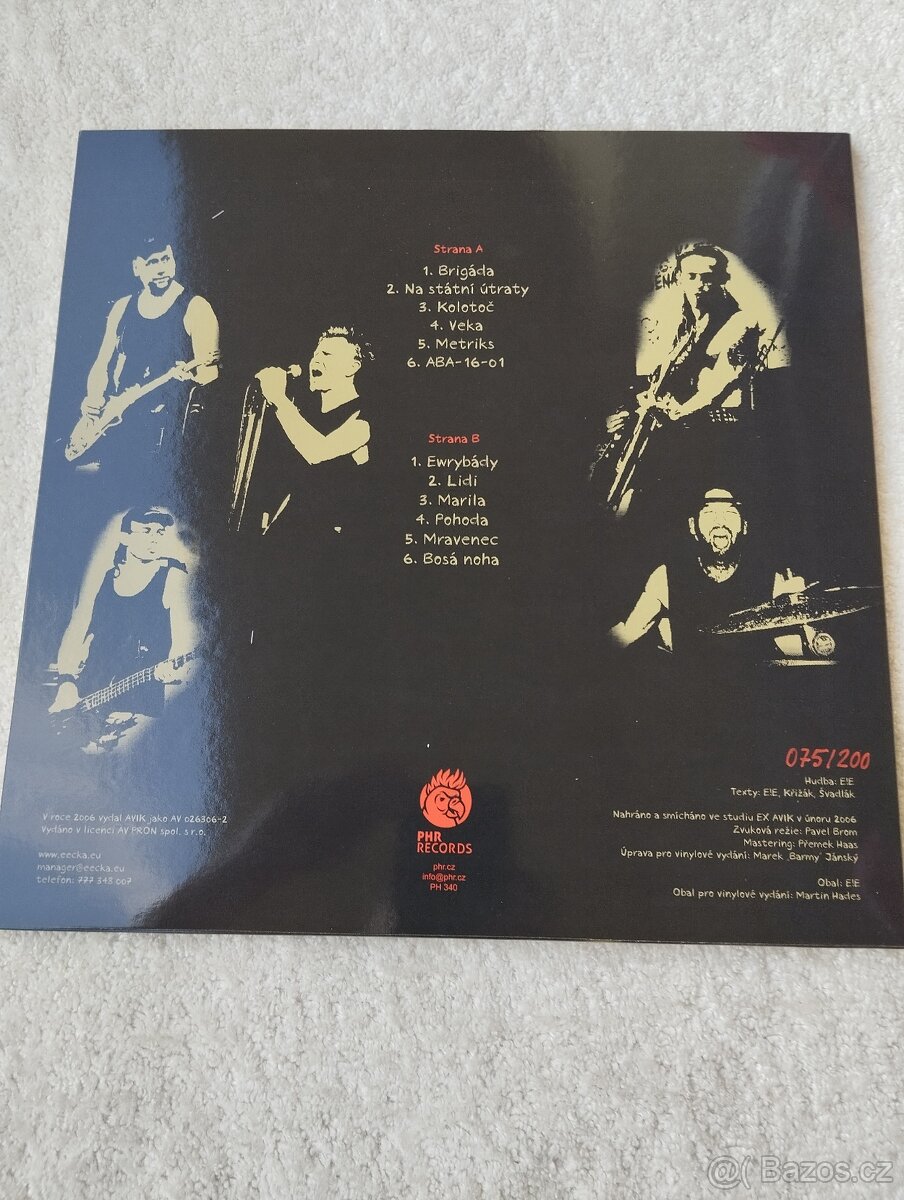 Strana A
1. Brigáda
2. Na státní útraty
3. Kolotoč
4. Veka
5. Metriks
6. ABA-16-01
Strana B
1. Ewrybády
2. Lidi
3. Marila
4. Pohoda
5. Mravenec
6. Bosá noha
075/200
Hudba: E!E
Texty: E!E, Křižák, Švadlák
Nahráno a smícháno ve studiu EX AVIK v únoru 2006
Zvuková režie: Pavel Brom
Mastering: Přemek Haas
Úprava pro vinylové vydání: Marek „Barmy“ Jánský
Obal: E!E
Obal pro vinylové vydání: Martin Hades
V roce 2006 vydal AVIK jako AV 026306-2
Vydáno v licenci AV PRON spol. s r.o.
www.eecka.eu
manager@eecka.eu
telefon: 777 348 007
PHR
RECORDS
phr.cz
info@phr.cz
PH 340
Bazos.cz